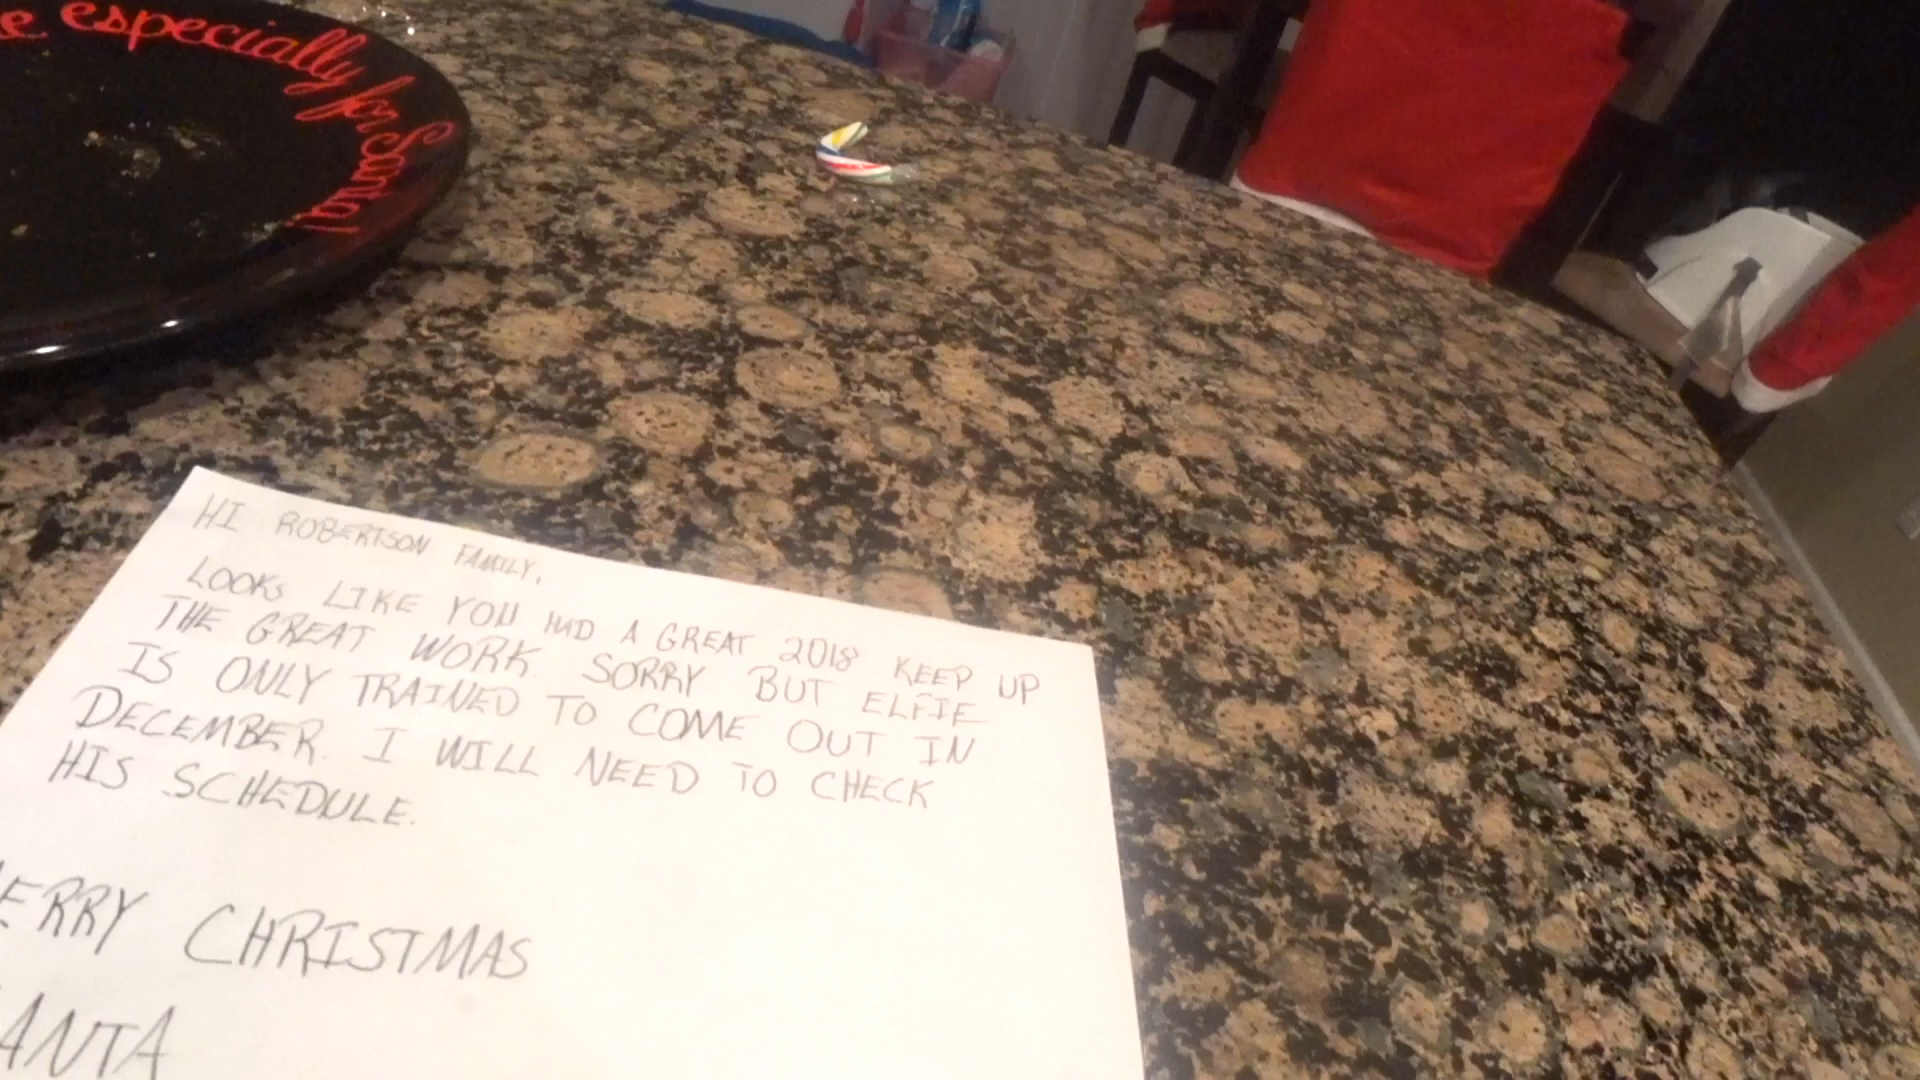 e especially for Santa!
HI ROBERTSON FAMILY,
LOOKS LIKE YOU HAD A GREAT 2018 KEEP UP
THE GREAT WORK. SORRY BUT ELFIE
IS ONLY TRAINED TO COME OUT IN
DECEMBER. I WILL NEED TO CHECK
HIS SCHEDULE.
ERRY CHRISTMAS
ANTA